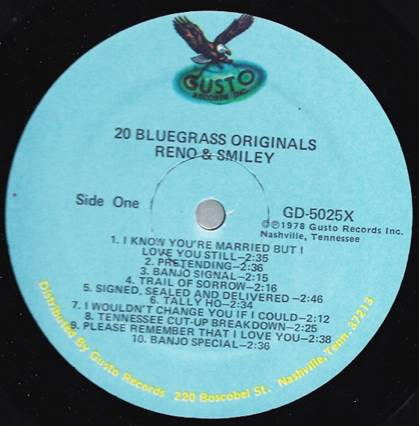 GUSTO
RECORDS INC.
20 BLUEGRASS ORIGINALS
RENO & SMILEY
Side One
GD-5025X
©℗1978 Gusto Records Inc.
Nashville, Tennessee
1. I KNOW YOU'RE MARRIED BUT I
LOVE YOU STILL—2:35
2. PRETENDING—2:36
3. BANJO SIGNAL—2:15
4. TRAIL OF SORROW—2:16
5. SIGNED, SEALED AND DELIVERED—2:46
6. TALLY HO—2:34
7. I WOULDN'T CHANGE YOU IF I COULD—2:12
8. TENNESSEE CUT-UP BREAKDOWN—2:25
9. PLEASE REMEMBER THAT I LOVE YOU—2:38
10. BANJO SPECIAL—2:36
Distributed By Gusto Records 220 Boscobel St. Nashville, Tenn. 37213